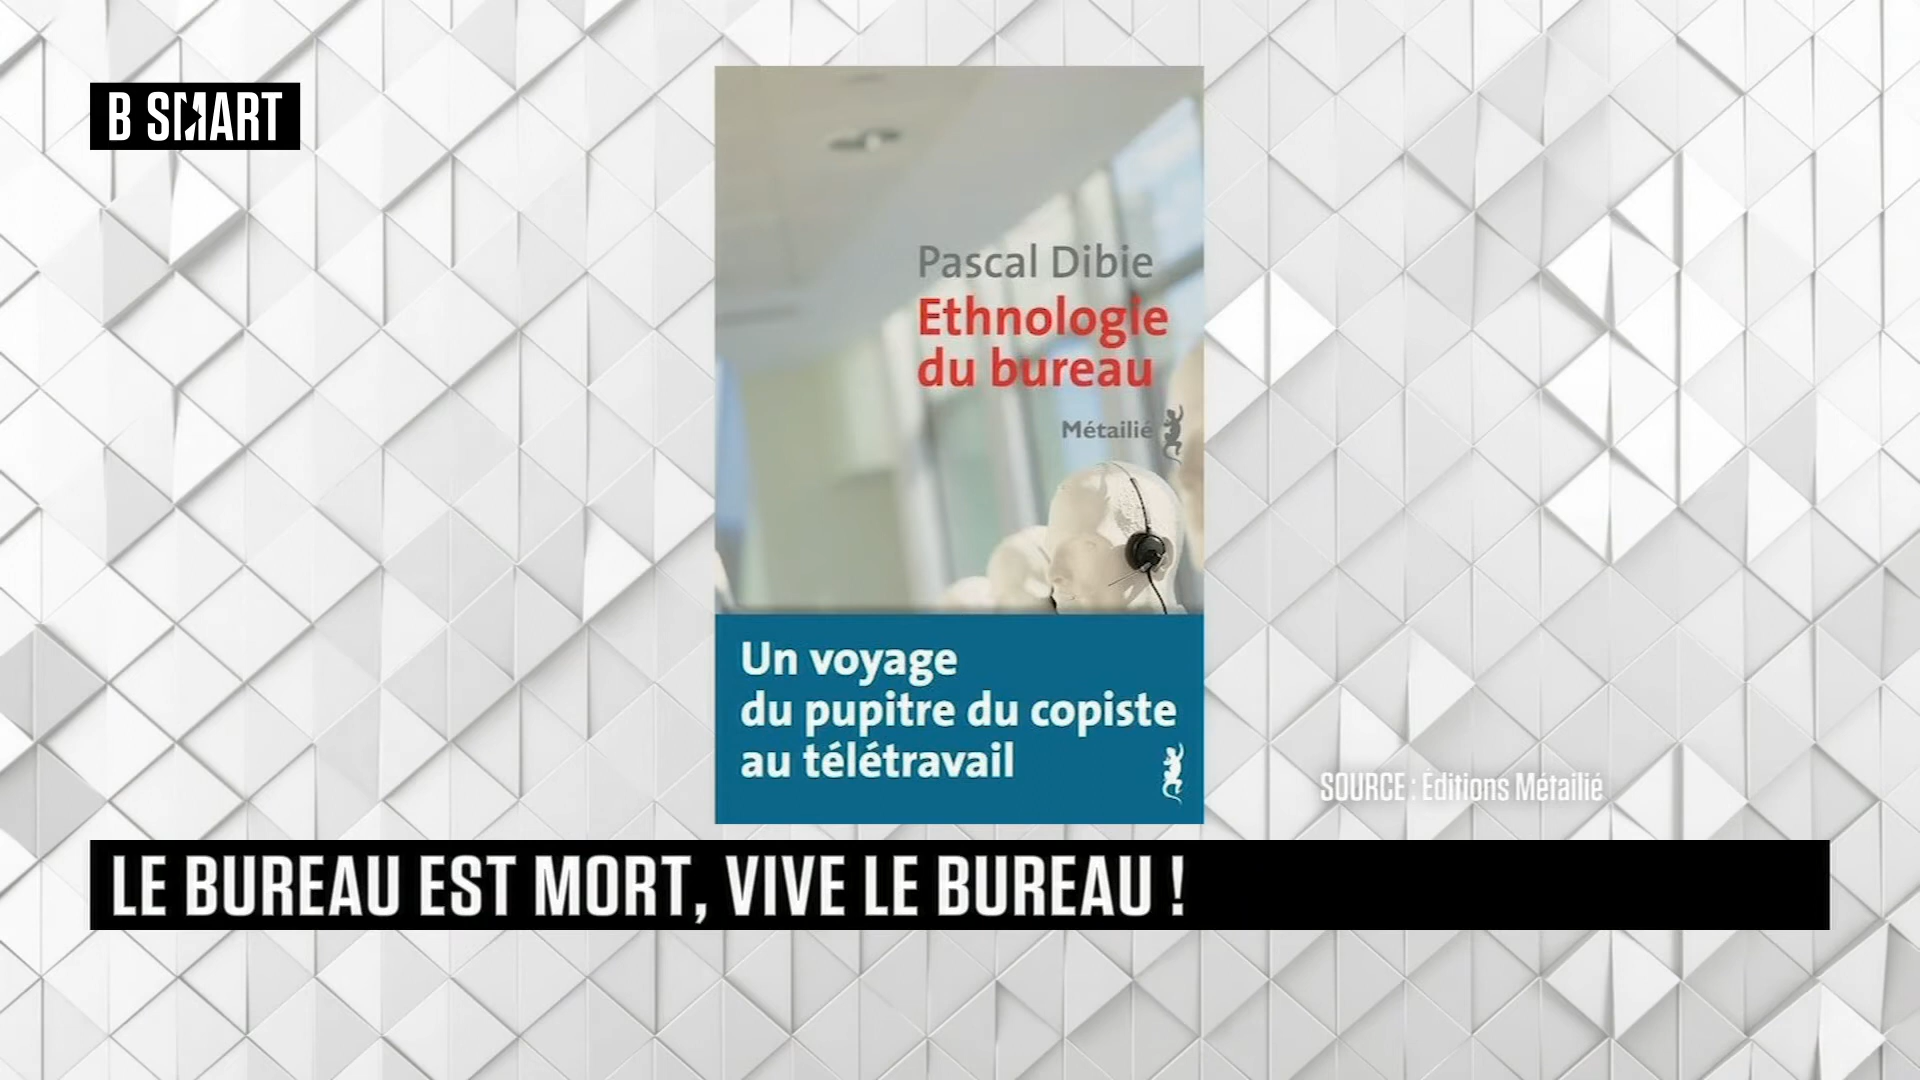 B SMART
Pascal Dibie
Ethnologie
du bureau
Métailié
Un voyage
du pupitre du copiste
au télétravail
SOURCE : Editions Métailié
LE BUREAU EST MORT, VIVE LE BUREAU !